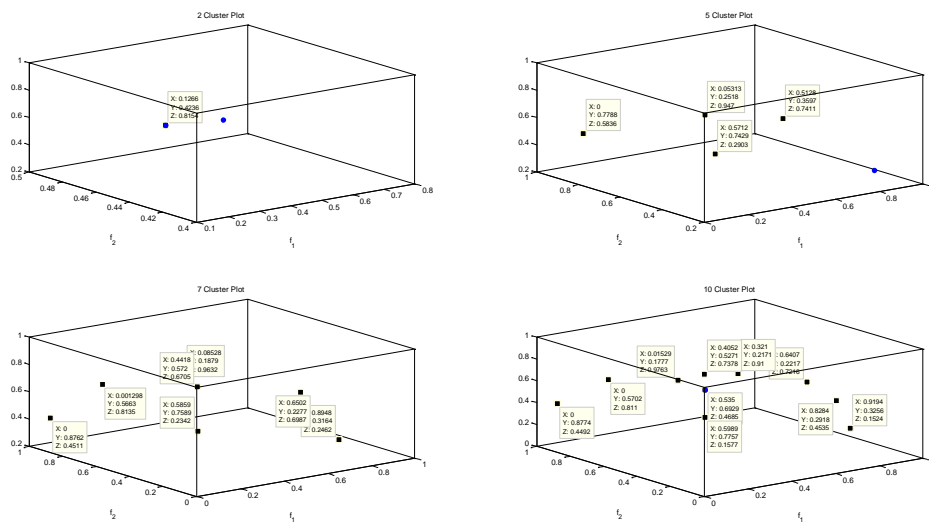 2 Cluster Plot
1
0.8
0.6
0.4
0.2
0.5
0.48
0.46
0.44
0.42
0.4
0.1
0.2
0.3
0.4
0.5
0.6
0.7
0.8
f2
f1
X: 0.1266
Y: 0.4236
Z: 0.8154
5 Cluster Plot
1
0.8
0.6
0.4
0.2
1
0.8
0.6
0.4
0.2
0
0.2
0.4
0.6
0.8
f2
f1
X: 0
Y: 0.7788
Z: 0.5836
X: 0.05313
Y: 0.2518
Z: 0.947
X: 0.5712
Y: 0.7429
Z: 0.2903
X: 0.5128
Y: 0.3597
Z: 0.7411
7 Cluster Plot
1
0.8
0.6
0.4
0.2
0.8
0.6
0.4
0.2
0
0
0.2
0.4
0.6
0.8
1
f2
f1
X: 0
Y: 0.8762
Z: 0.4511
X: 0.001298
Y: 0.5663
Z: 0.8135
X: 0.4418
Y: 0.572
Z: 0.6705
X: 0.08528
Y: 0.1879
Z: 0.9632
X: 0.5859
Y: 0.7589
Z: 0.2342
X: 0.6502
Y: 0.2277
Z: 0.6987
0.8948
0.3164
0.2462
10 Cluster Plot
1
0.8
0.6
0.4
0.2
0
1
0.8
0.6
0.4
0.2
0
0
0.2
0.4
0.6
0.8
1
f2
f1
X: 0
Y: 0.8774
Z: 0.4492
X: 0
Y: 0.5702
Z: 0.811
X: 0.01529
Y: 0.1777
Z: 0.9763
X: 0.4052
Y: 0.5271
Z: 0.7378
X: 0.321
Y: 0.2171
Z: 0.91
0.6407
0.2217
0.7216
X: 0.535
Y: 0.6929
Z: 0.4685
X: 0.5989
Y: 0.7757
Z: 0.1577
X: 0.8284
Y: 0.2918
Z: 0.4535
X: 0.9194
Y: 0.3256
Z: 0.1524